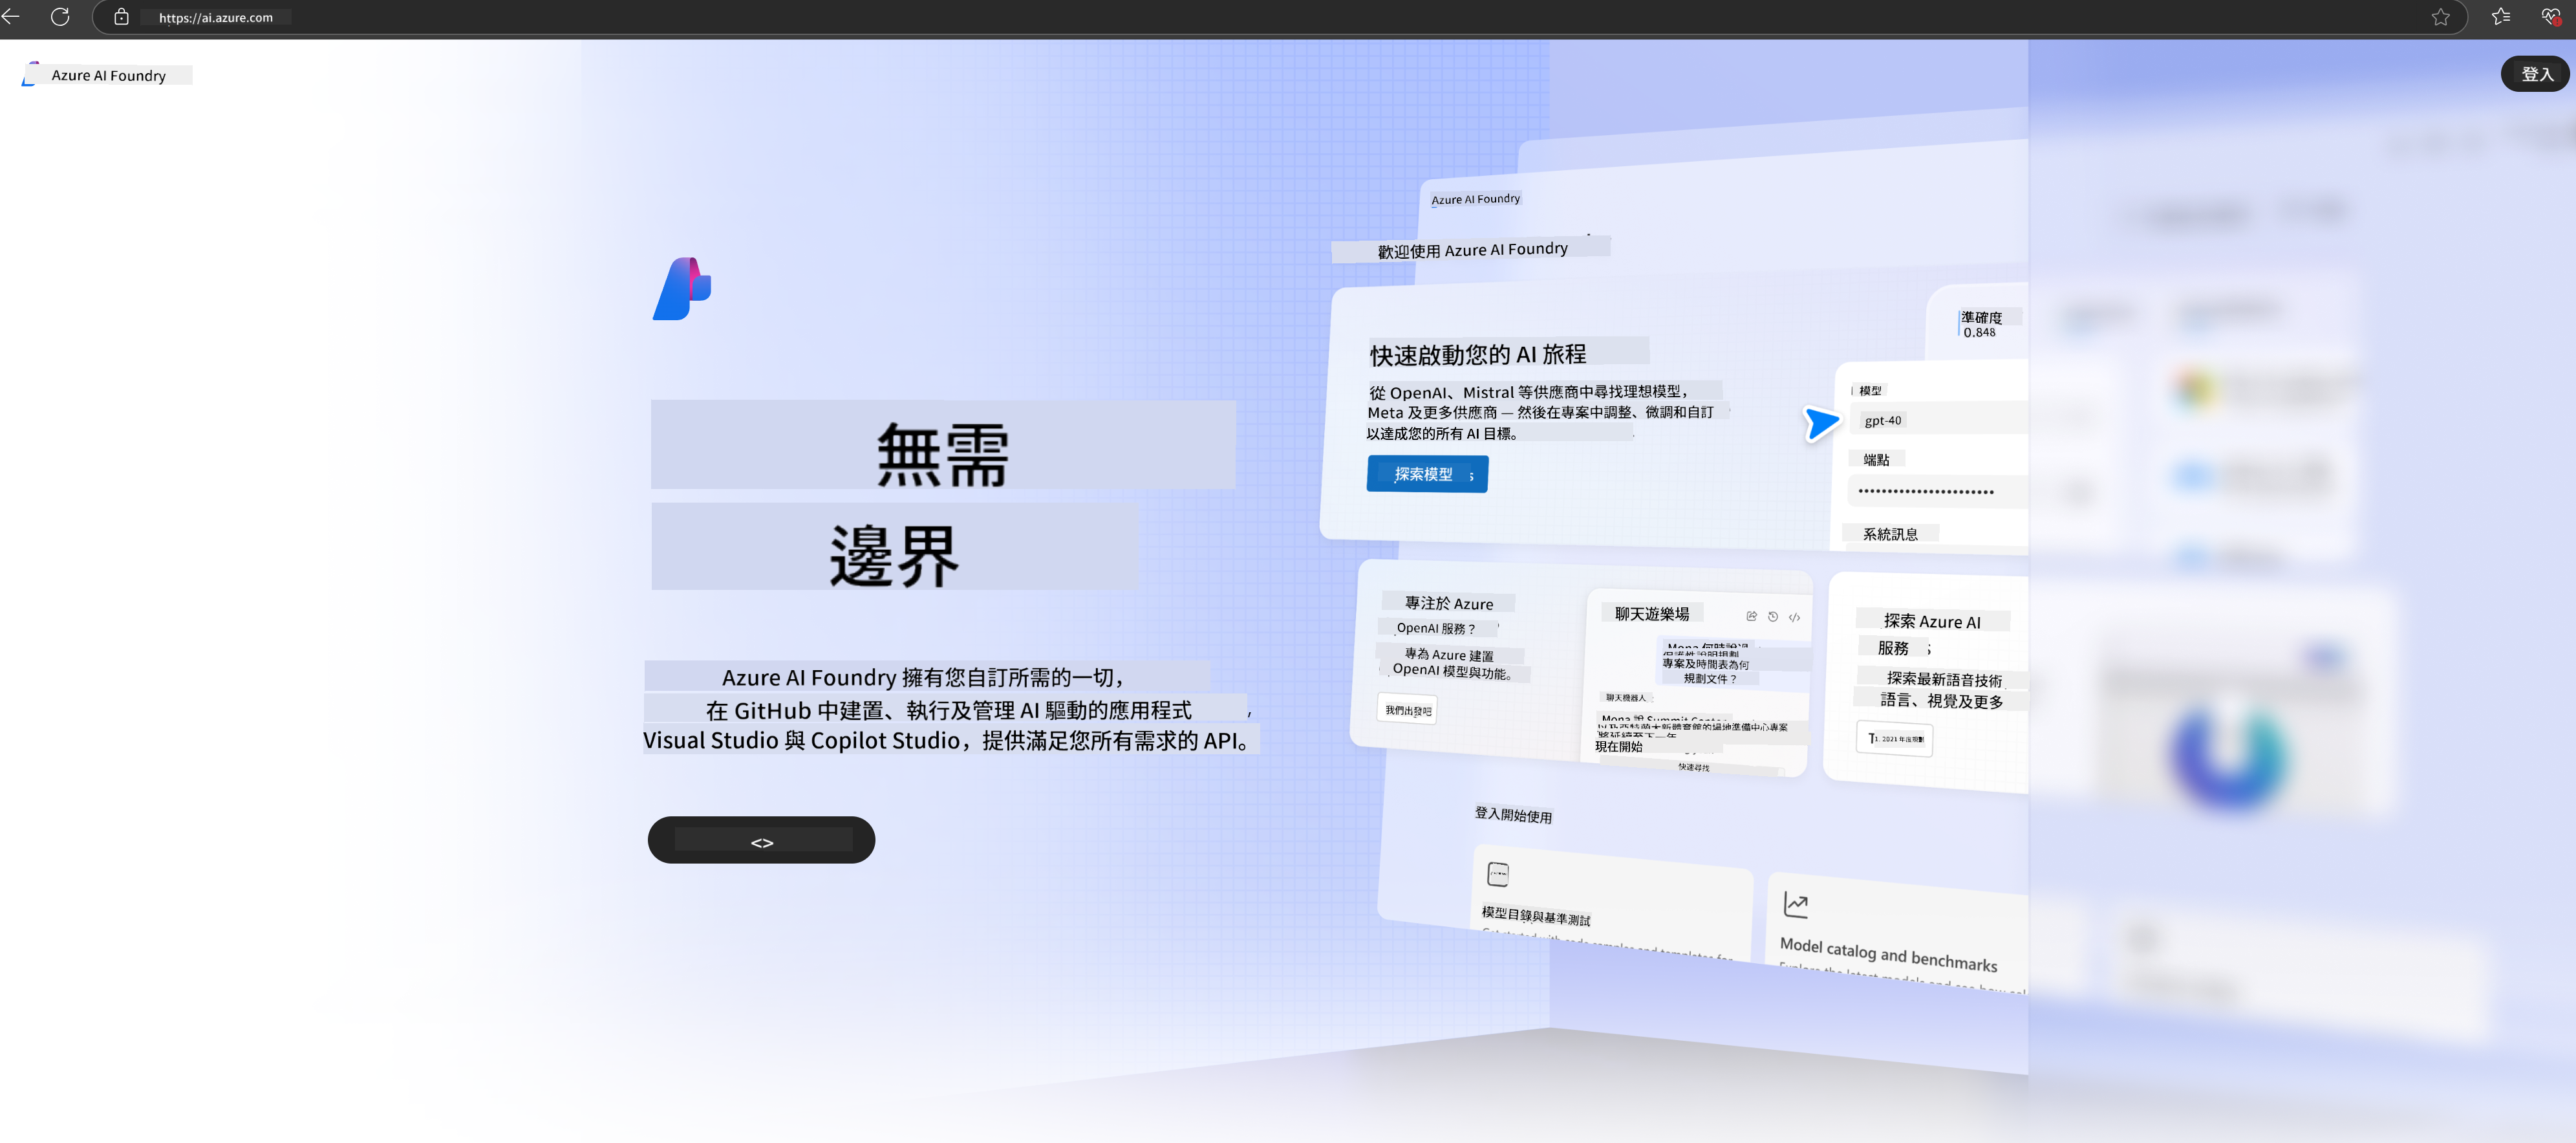 https://ai.azure.com
Azure AI Foundry
登入
無需
邊界
Azure AI Foundry 擁有您自訂所需的一切，
在 GitHub 中建置、執行及管理 AI 驅動的應用程式
Visual Studio 與 Copilot Studio，提供滿足您所有需求的 API。
<>
Azure AI Foundry
歡迎使用 Azure AI Foundry
快速啟動您的 AI 旅程
從 OpenAI、Mistral 等供應商中尋找理想模型，
Meta 及更多供應商 — 然後在專案中調整、微調和自訂
以達成您的所有 AI 目標。
探索模型
準確度
0.848
模型
gpt-40
端點
系統訊息
專注於 Azure
OpenAI 服務？
專為 Azure 建置
OpenAI 模型與功能。
我們出發吧
聊天遊樂場
專案及時間表為何
規劃文件？
聊天機器人
現在開始
快速尋找
探索 Azure AI
服務
探索最新語音技術
語言、視覺及更多
登入開始使用
模型目錄與基準測試
Model catalog and benchmarks